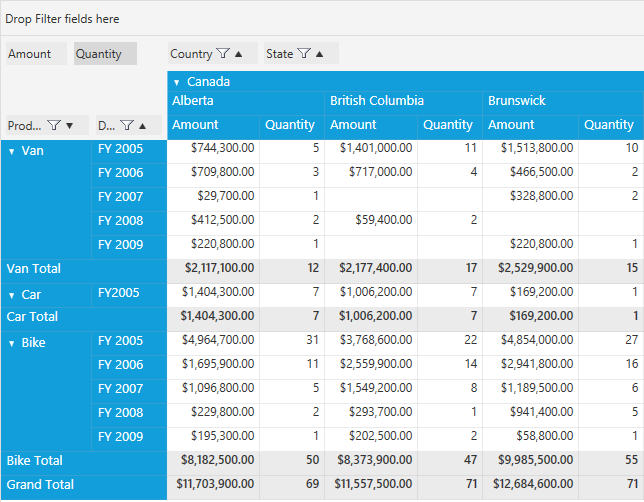 Drop Filter fields here
Amount Quantity Country State
Canada
Alberta British Columbia Brunswick
Prod... D... Amount Quantity Amount Quantity Amount Quantity
Van FY 2005 $744,300.00 5 $1,401,000.00 11 $1,513,800.00 10
FY 2006 $709,800.00 3 $717,000.00 4 $466,500.00 2
FY 2007 $29,700.00 1 $328,800.00 2
FY 2008 $412,500.00 2 $59,400.00 2
FY 2009 $220,800.00 1 $220,800.00 1
Van Total $2,117,100.00 12 $2,177,400.00 17 $2,529,900.00 15
Car FY2005 $1,404,300.00 7 $1,006,200.00 7 $169,200.00 1
Car Total $1,404,300.00 7 $1,006,200.00 7 $169,200.00 1
Bike FY 2005 $4,964,700.00 31 $3,768,600.00 22 $4,854,000.00 27
FY 2006 $1,695,900.00 11 $2,559,900.00 14 $2,941,800.00 16
FY 2007 $1,096,800.00 5 $1,549,200.00 8 $1,189,500.00 6
FY 2008 $229,800.00 2 $293,700.00 1 $941,400.00 5
FY 2009 $195,300.00 1 $202,500.00 2 $58,800.00 1
Bike Total $8,182,500.00 50 $8,373,900.00 47 $9,985,500.00 55
Grand Total $11,703,900.00 69 $11,557,500.00 71 $12,684,600.00 71